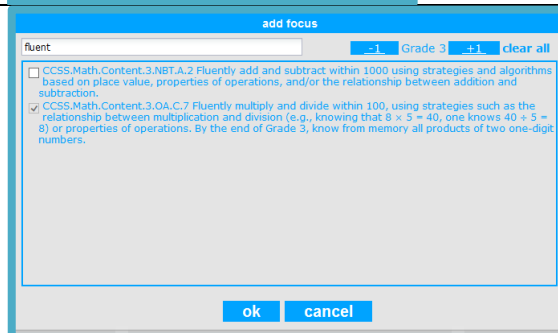 add focus
fluent
-1 Grade 3 +1 clear all
CCSS.Math.Content.3.NBT.A.2 Fluently add and subtract within 1000 using strategies and algorithms
based on place value, properties of operations, and/or the relationship between addition and
subtraction.
CCSS.Math.Content.3.OA.C.7 Fluently multiply and divide within 100, using strategies such as the
relationship between multiplication and division (e.g., knowing that 8 × 5 = 40, one knows 40 ÷ 5 =
8) or properties of operations. By the end of Grade 3, know from memory all products of two one-digit
numbers.
ok cancel